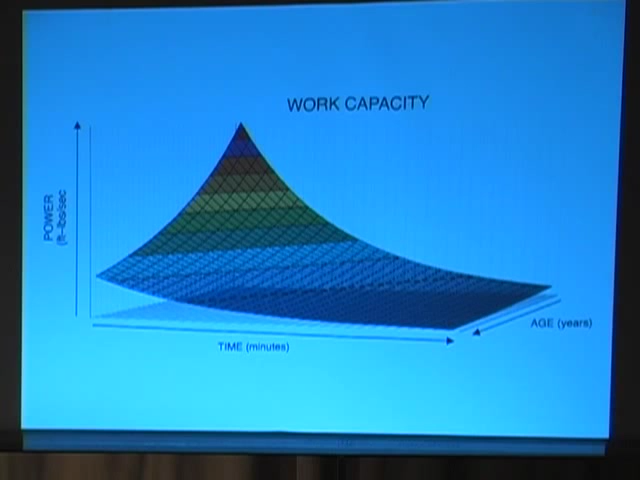 WORK CAPACITY
POWER
(ft-lbs/sec
TIME (minutes)
AGE (years)